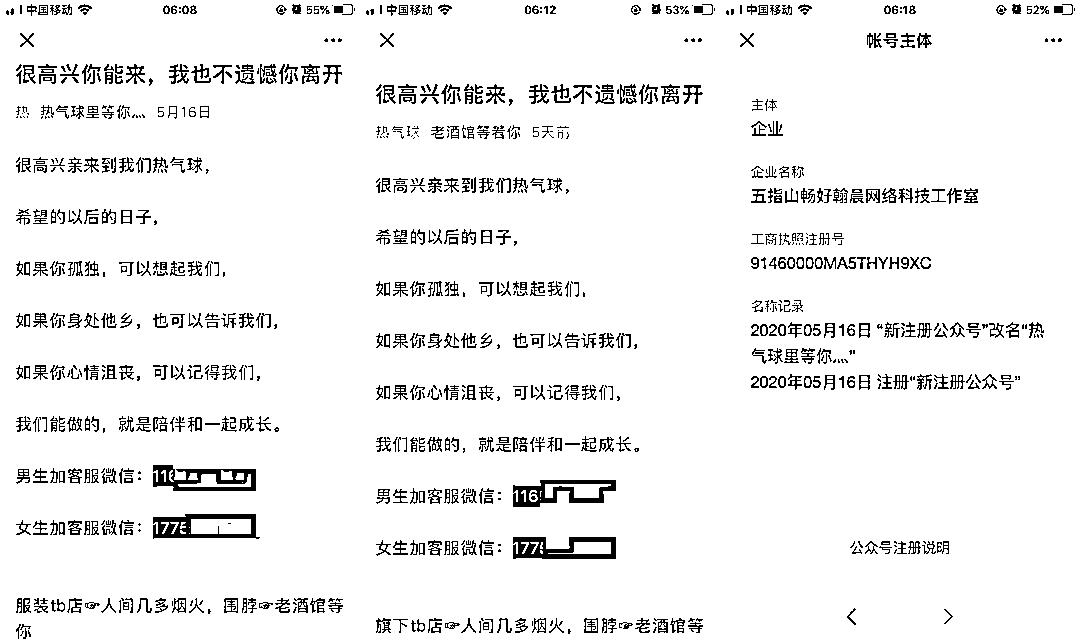 中国移动 06:08 55%
很高兴你能来，我也不遗憾你离开
热 热气球里等你灬 5月16日
很高兴亲来到我们热气球，
希望的以后的日子，
如果你孤独，可以想起我们，
如果你身处他乡，也可以告诉我们，
如果你心情沮丧，可以记得我们，
我们能做的，就是陪伴和一起成长。
男生加客服微信：116
女生加客服微信：1775
服装tb店☞人间几多烟火，围脖☞老酒馆等
你
中国移动 06:12 53%
很高兴你能来，我也不遗憾你离开
热气球 老酒馆等着你 5天前
很高兴亲来到我们热气球，
希望的以后的日子，
如果你孤独，可以想起我们，
如果你身处他乡，也可以告诉我们，
如果你心情沮丧，可以记得我们，
我们能做的，就是陪伴和一起成长。
男生加客服微信：116
女生加客服微信：177
旗下tb店☞人间几多烟火，围脖☞老酒馆等
中国移动 06:18 52%
帐号主体
主体
企业
企业名称
五指山畅好翰晨网络科技工作室
工商执照注册号
91460000MA5THYH9XC
名称记录
2020年05月16日 “新注册公众号”改名“热
气球里等你灬”
2020年05月16日 注册“新注册公众号”
公众号注册说明